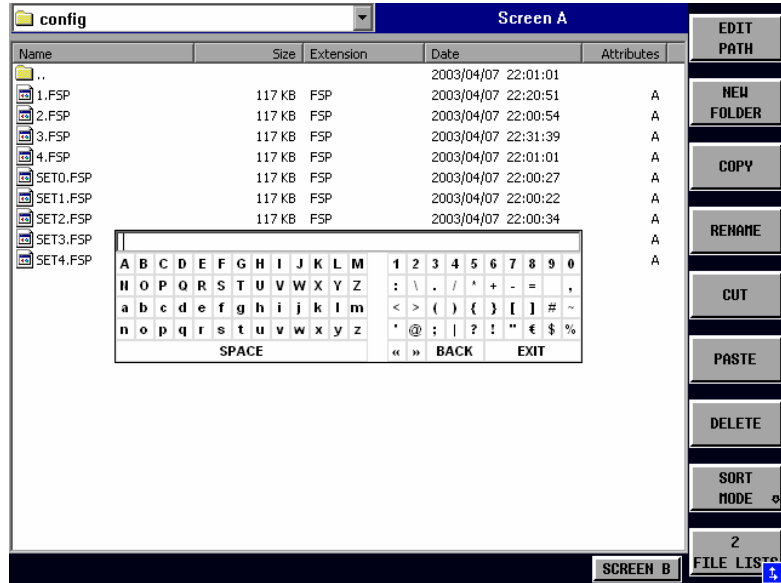 config
Screen A
Name Size Extension Date Attributes
.. 2003/04/07 22:01:01
1.FSP 117 KB FSP 2003/04/07 22:20:51 A
2.FSP 117 KB FSP 2003/04/07 22:00:54 A
3.FSP 117 KB FSP 2003/04/07 22:31:39 A
4.FSP 117 KB FSP 2003/04/07 22:01:01 A
SET0.FSP 117 KB FSP 2003/04/07 22:00:27 A
SET1.FSP 117 KB FSP 2003/04/07 22:00:22 A
SET2.FSP 117 KB FSP 2003/04/07 22:00:34 A
SET3.FSP A
SET4.FSP A
A B C D E F G H I J K L M 1 2 3 4 5 6 7 8 9 0
N O P Q R S T U V W X Y Z : \ . / * + - = ,
a b c d e f g h i j k l m < > ( ) { } [ ] # ~
n o p q r s t u v w x y z ' @ ; | ? ! " € $ %
SPACE « » BACK EXIT
EDIT
PATH
NEW
FOLDER
COPY
RENAME
CUT
PASTE
DELETE
SORT
MODE
2
FILE LISTS
SCREEN B